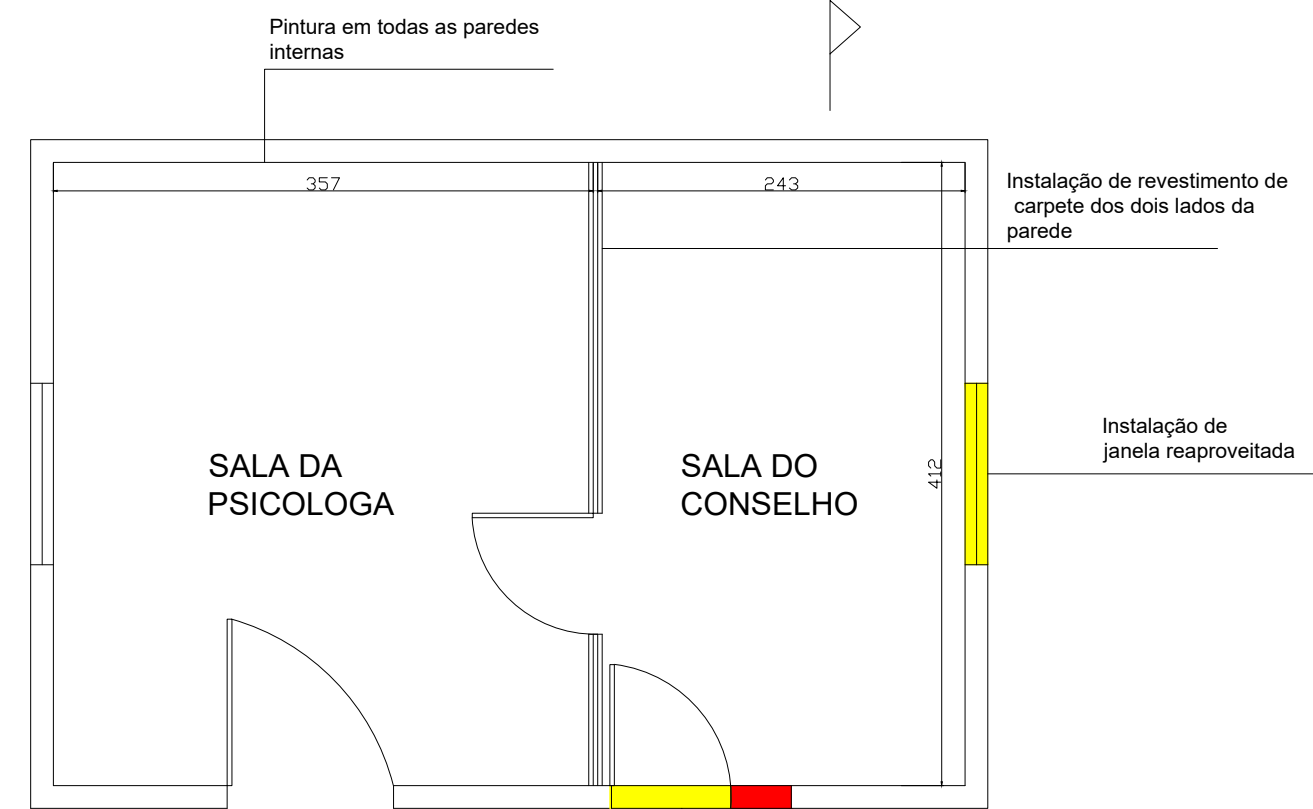 Pintura em todas as paredes
internas
357
243
Instalação de revestimento de
carpete dos dois lados da
parede
Instalação de
janela reaproveitada
SALA DA
PSICOLOGA
SALA DO
CONSELHO
412